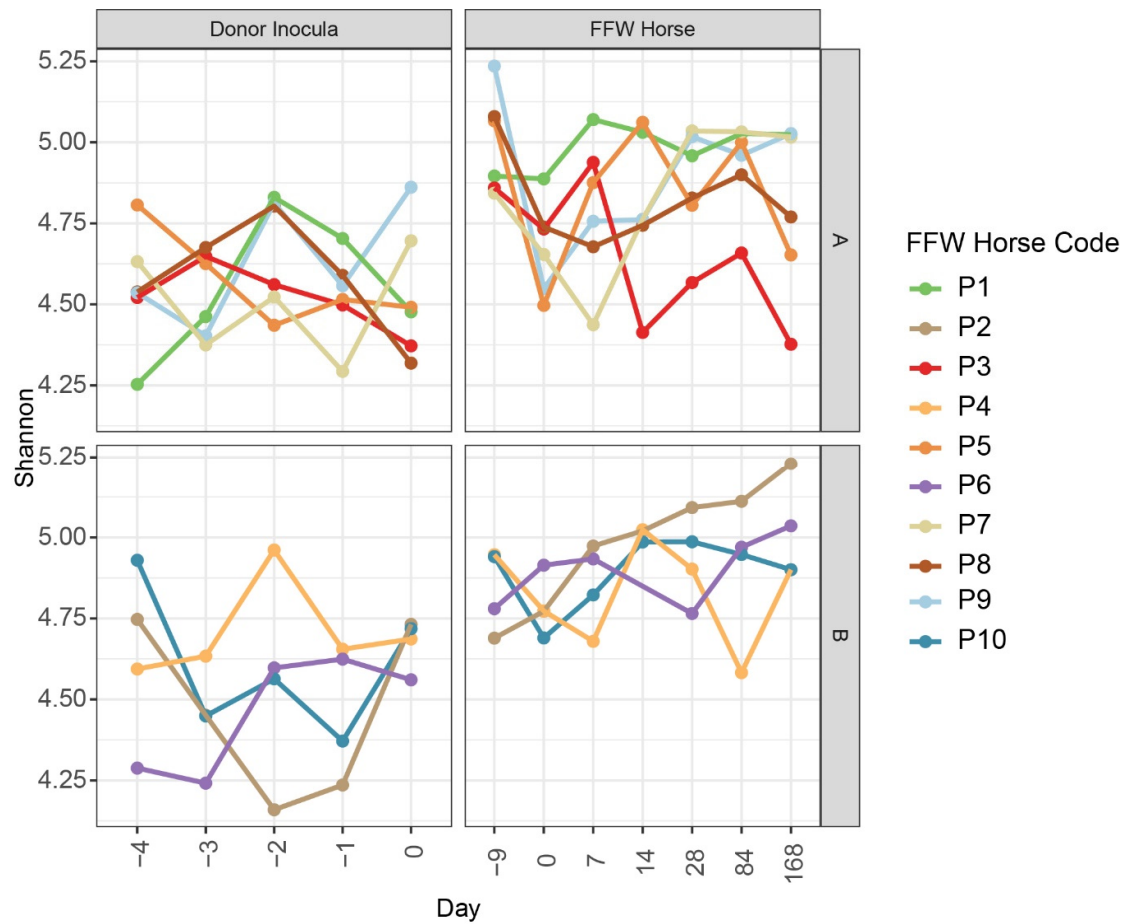 Donor Inocula
FFW Horse
5.25
5.00
4.75
4.50
4.25
A
5.25
5.00
4.75
4.50
4.25
B
Shannon
−4
−3
−2
−1
0
−9
0
7
14
28
84
168
Day
FFW Horse Code
P1
P2
P3
P4
P5
P6
P7
P8
P9
P10